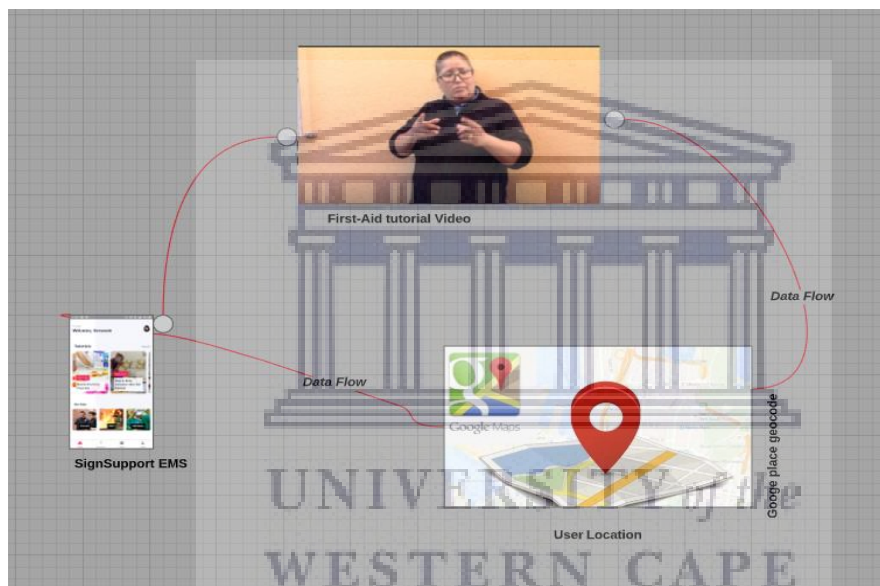 First-Aid tutorial Video
Data Flow
Data Flow
Google Maps
Googe place geocode
SignSupport EMS
User Location
UNIVERSITY of the
WESTERN CAPE